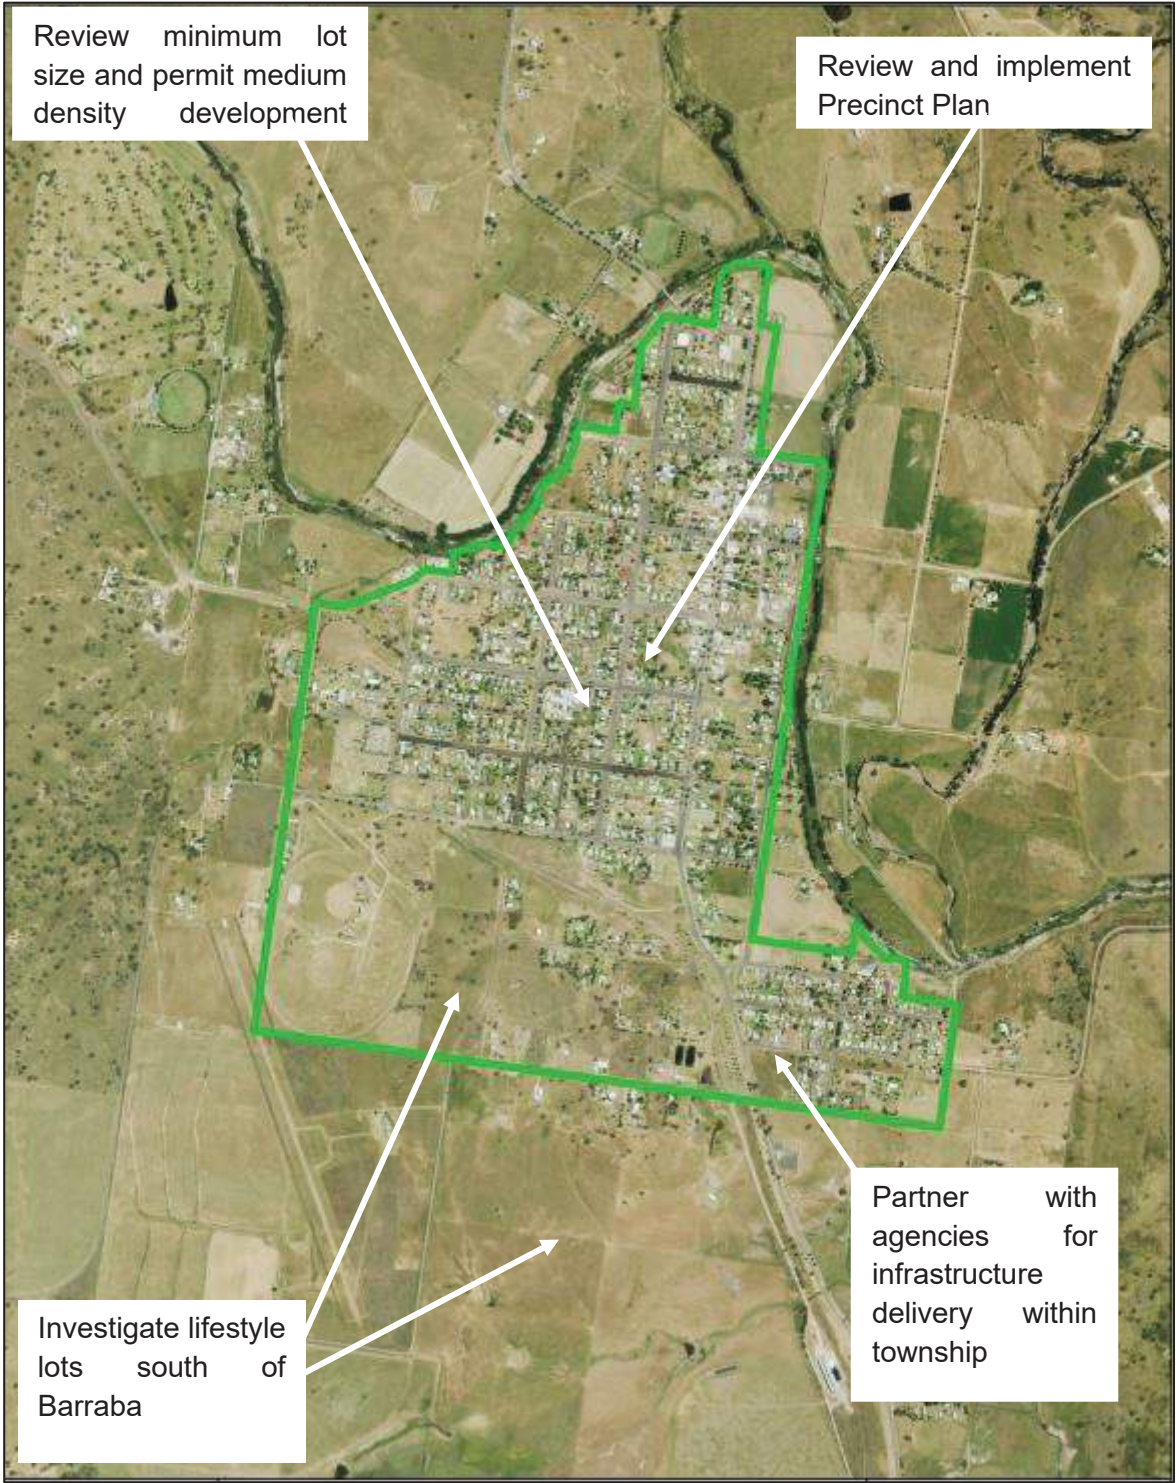 Review minimum lot
size and permit medium
density development
Review and implement
Precinct Plan
Investigate lifestyle
lots south of
Barraba
Partner with
agencies for
infrastructure
delivery within
township